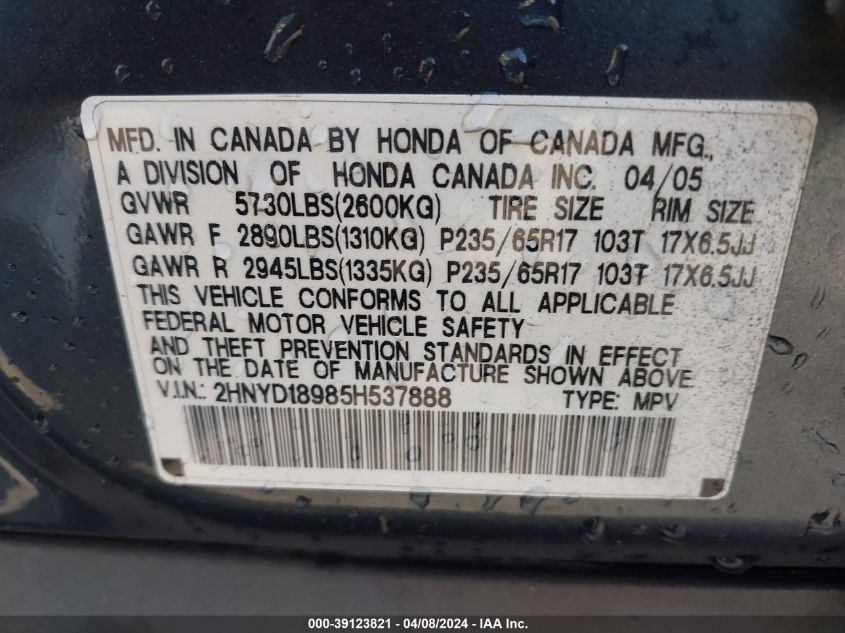 MFD. IN CANADA BY HONDA OF CANADA MFG.,
A DIVISION OF HONDA CANADA INC. 04/05
GVWR 5730LBS(2600KG) TIRE SIZE RIM SIZE
GAWR F 2890LBS(1310KG) P235/65R17 103T 17X6.5JJ
GAWR R 2945LBS(1335KG) P235/65R17 103T 17X6.5JJ
THIS VEHICLE CONFORMS TO ALL APPLICABLE
FEDERAL MOTOR VEHICLE SAFETY
AND THEFT PREVENTION STANDARDS IN EFFECT
ON THE DATE OF MANUFACTURE SHOWN ABOVE.
V.I.N.: 2HNYD18985H537888 TYPE: MPV
000-39123821 - 04/08/2024 - IAA Inc.